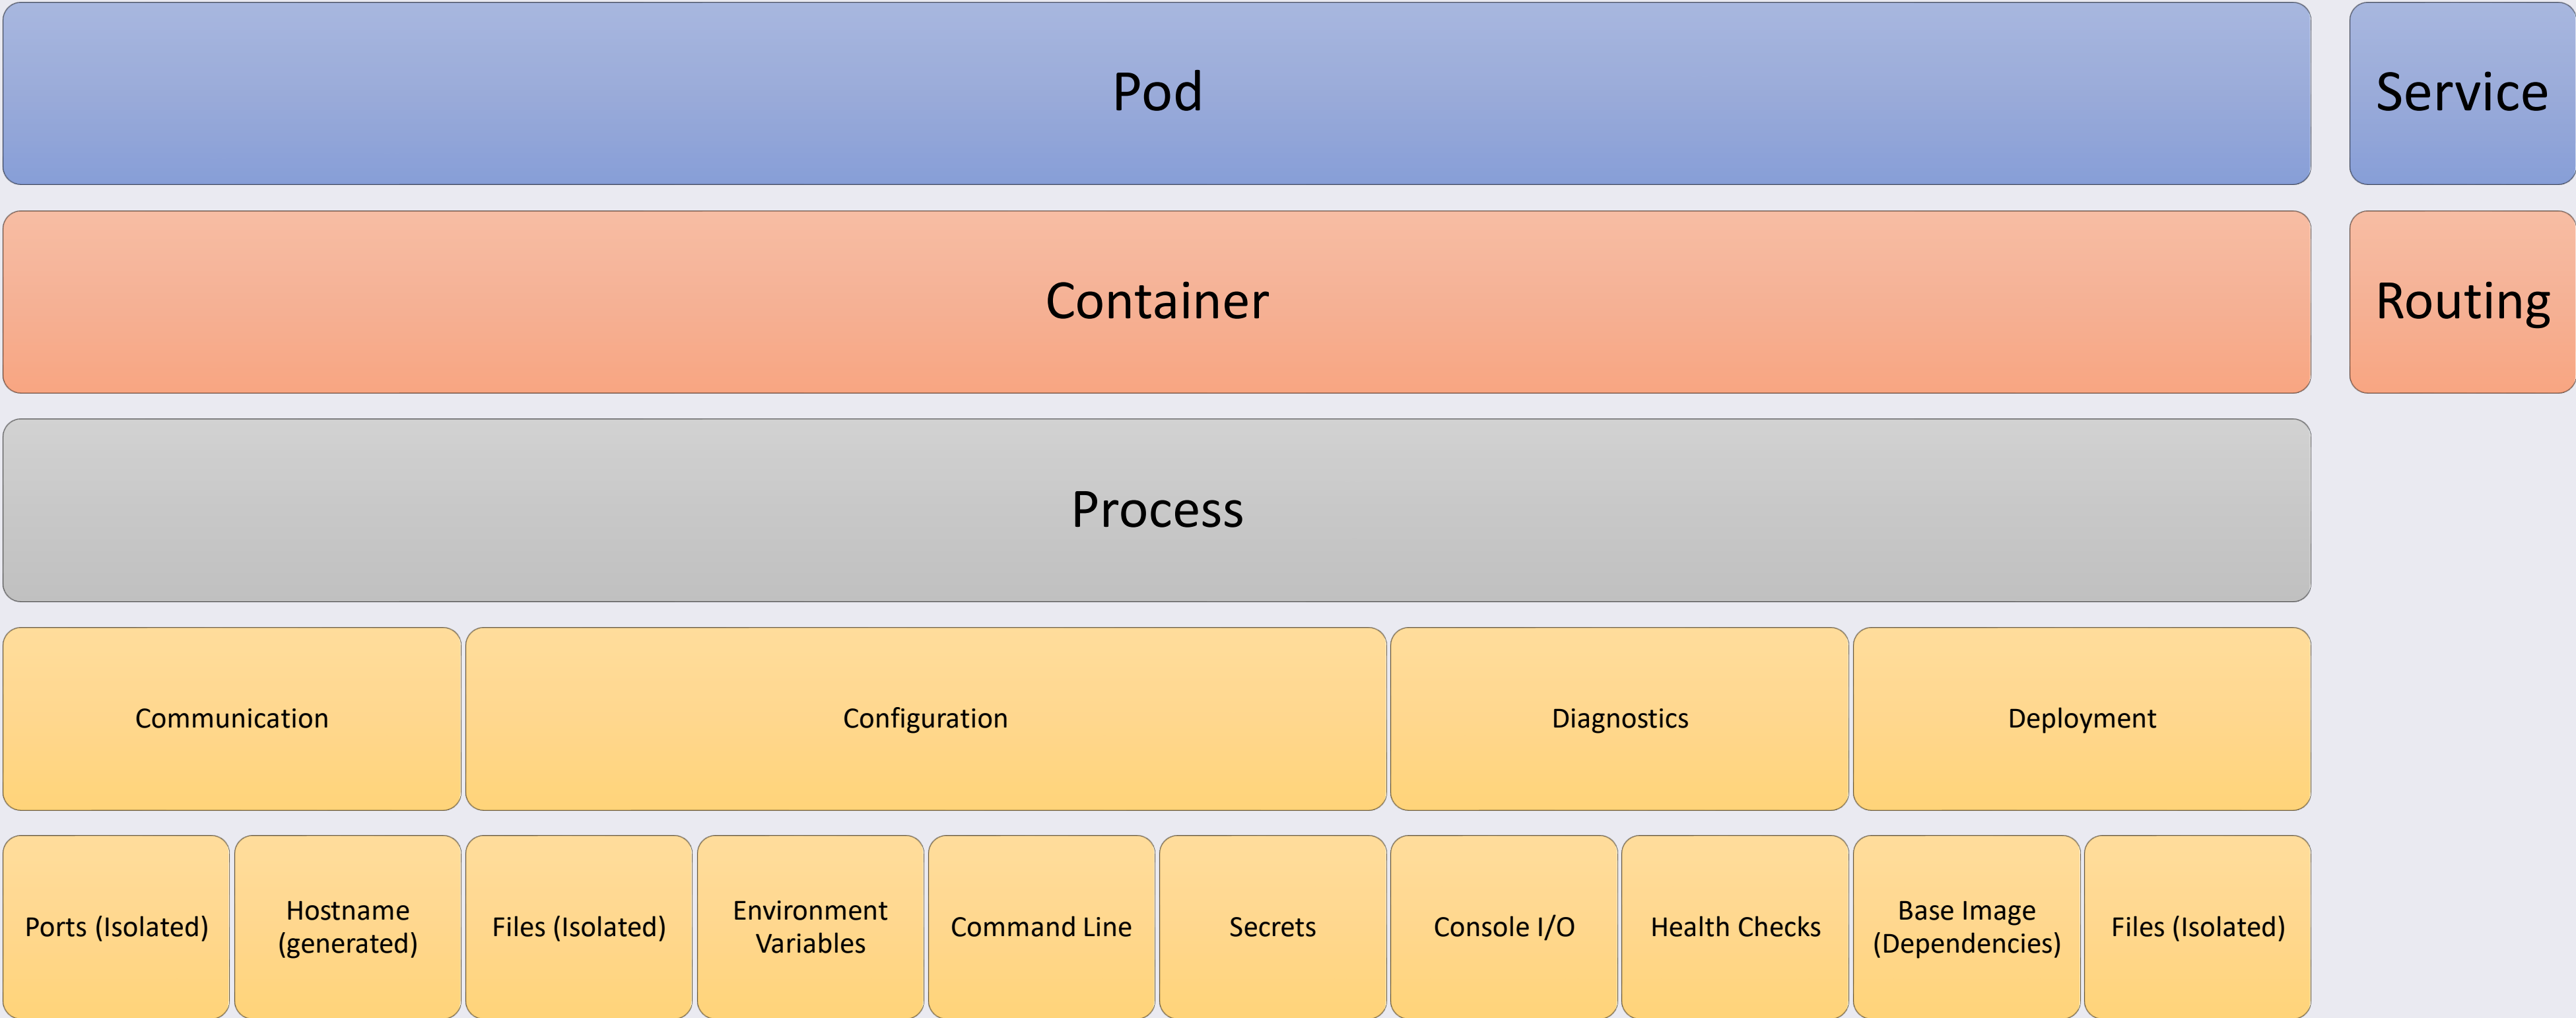 Pod
Service
Container
Routing
Process
Communication
Configuration
Diagnostics
Deployment
Ports (Isolated)
Hostname
(generated)
Files (Isolated)
Environment
Variables
Command Line
Secrets
Console I/O
Health Checks
Base Image
(Dependencies)
Files (Isolated)